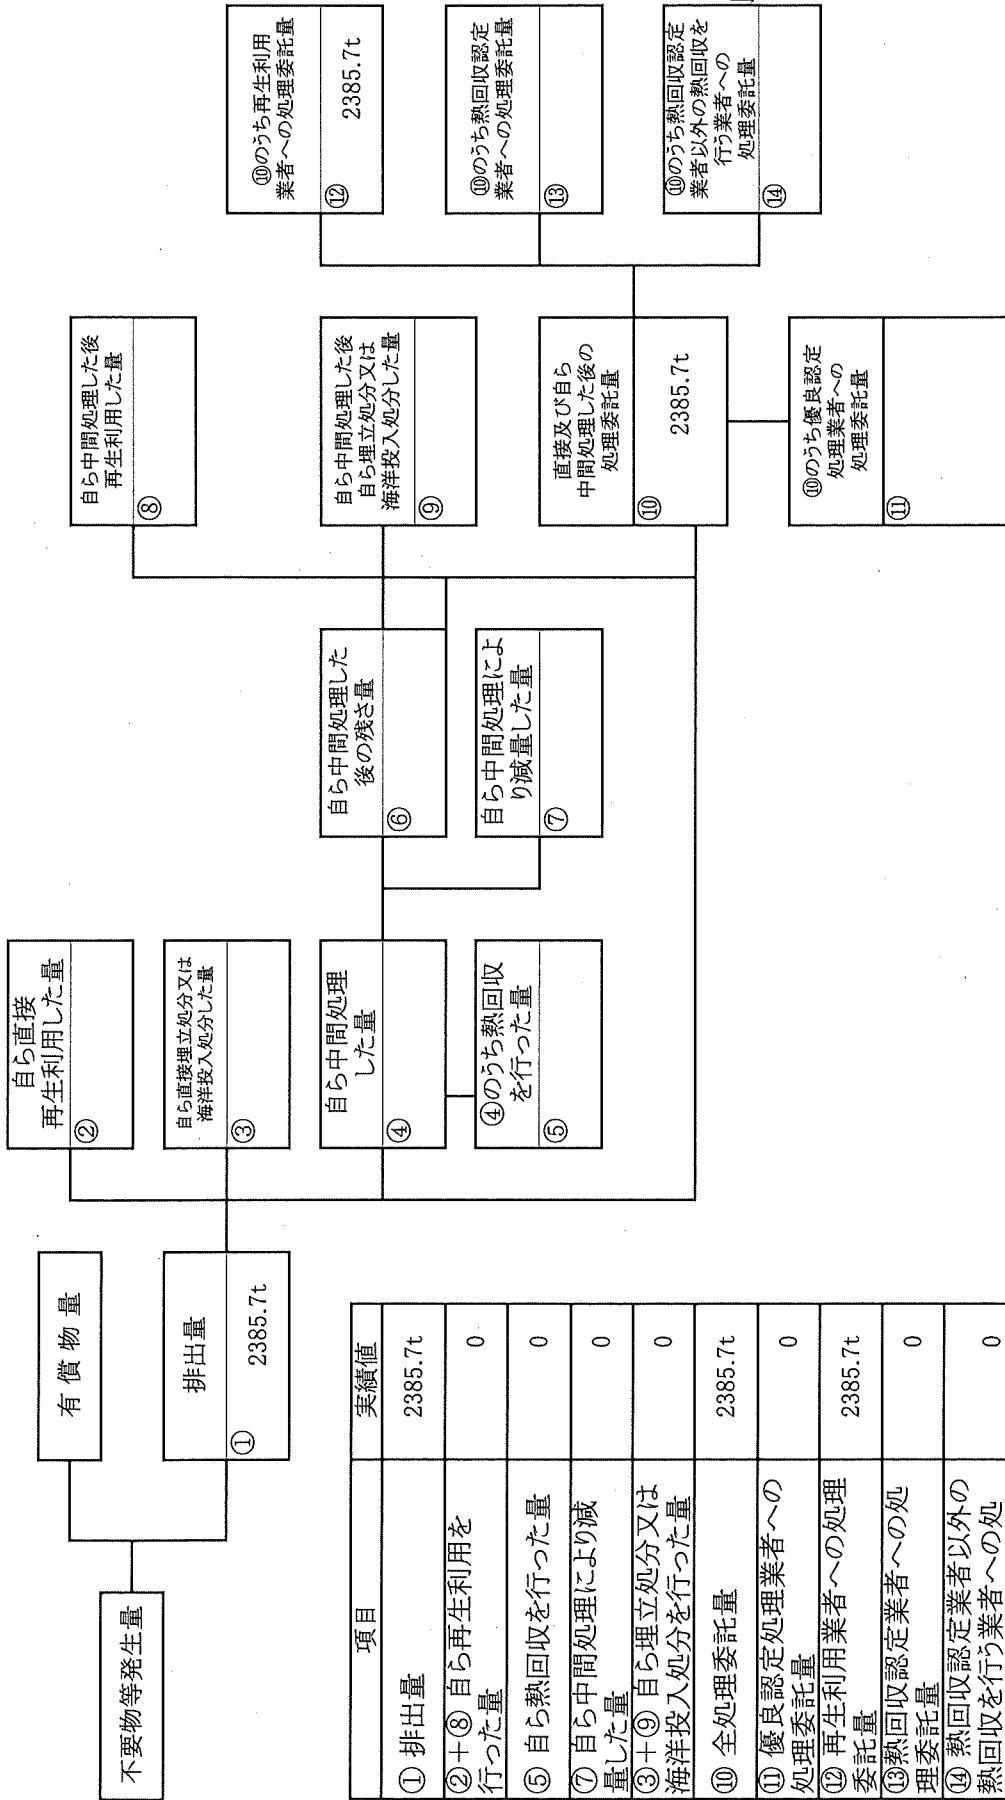 不要物等発生量
有償物量
排出量
① 2385.7t
自ら直接
再生利用した量
②
自ら直接埋立処分又は
海洋投入処分した量
③
自ら中間処理
した量
④
④のうち熱回収
を行った量
⑤
自ら中間処理した
後の残さ量
⑥
自ら中間処理によ
り減量した量
⑦
自ら中間処理した後
再生利用した量
⑧
自ら中間処理した後
自ら埋立処分又は
海洋投入処分した量
⑨
直接及び自ら
中間処理した後の
処理委託量
⑩ 2385.7t
⑩のうち優良認定
処理業者への
処理委託量
⑪
⑩のうち再生利用
業者への処理委託量
⑫ 2385.7t
⑩のうち熱回収認定
業者への処理委託量
⑬
⑩のうち熱回収認定
業者以外の熱回収を
行う業者への
処理委託量
⑭
項目 実績値
① 排出量 2385.7t
②+⑧ 自ら再生利用を
行った量 0
⑤ 自ら熱回収を行った量 0
⑦ 自ら中間処理により減
量した量 0
③+⑨ 自ら埋立処分又は
海洋投入処分を行った量 0
⑩ 全処理委託量 2385.7t
⑪ 優良認定処理業者への
処理委託量 0
⑫ 再生利用業者への処理
委託量 2385.7t
⑬熱回収認定業者への処
理委託量 0
⑭ 熱回収認定業者以外の
熱回収を行う業者への処 0